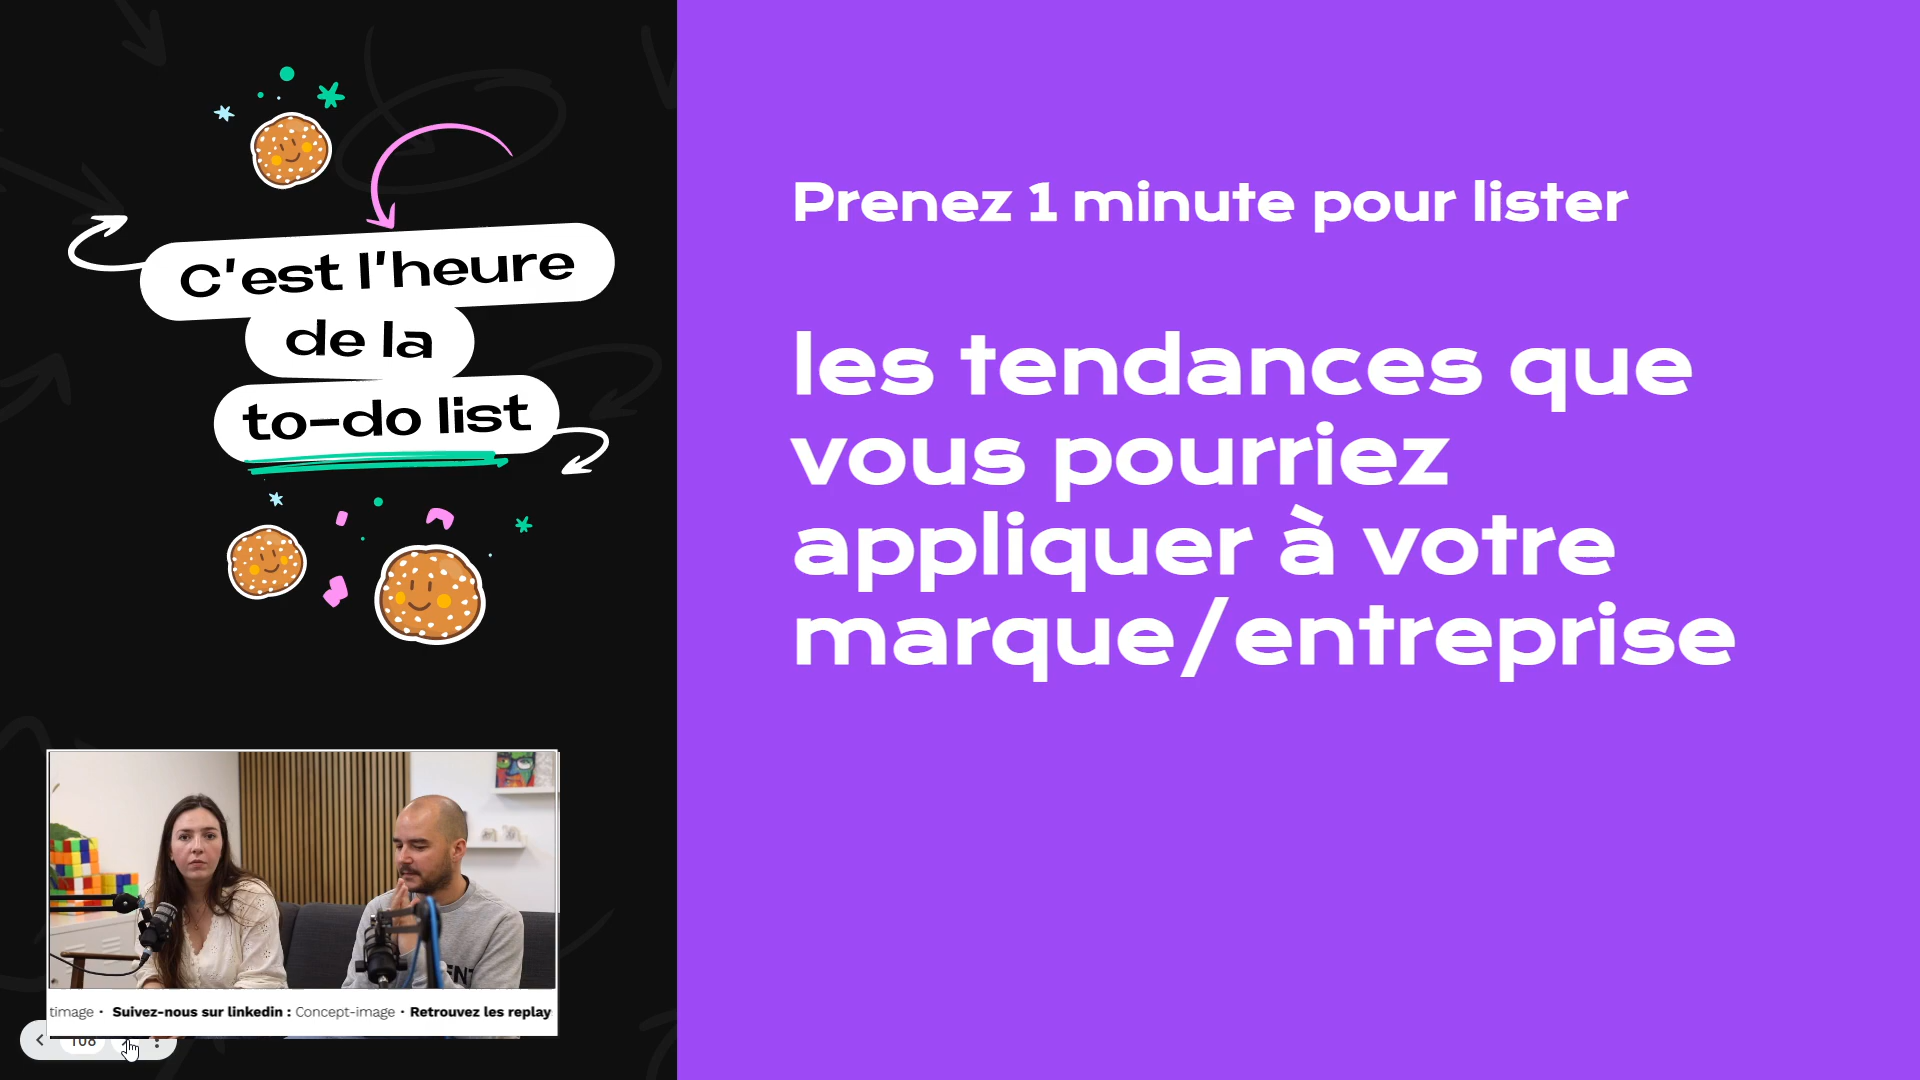 C'est l'heure
de la
to-do list
Prenez 1 minute pour lister
les tendances que
vous pourriez
appliquer à votre
marque/entreprise
timage · Suivez-nous sur linkedin : Concept-image · Retrouvez les replay
108